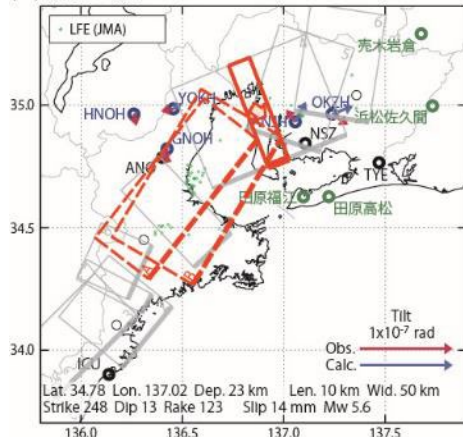 LFE (JMA)
売木岩倉
35.0
HNOH
YOKH
OKZH
浜松佐久間
NSZ
GNOH
ANO
TYE
田原福江
田原高松
34.5
A
B
34.0
ICU
Tilt
1x10⁻⁷ rad
Obs.
Calc.
Lat. 34.78 Lon. 137.02 Dep. 23 km Len. 10 km Wid. 50 km
Strike 248 Dip 13 Rake 123 Slip 14 mm Mw 5.6
136.0 136.5 137.0 137.5